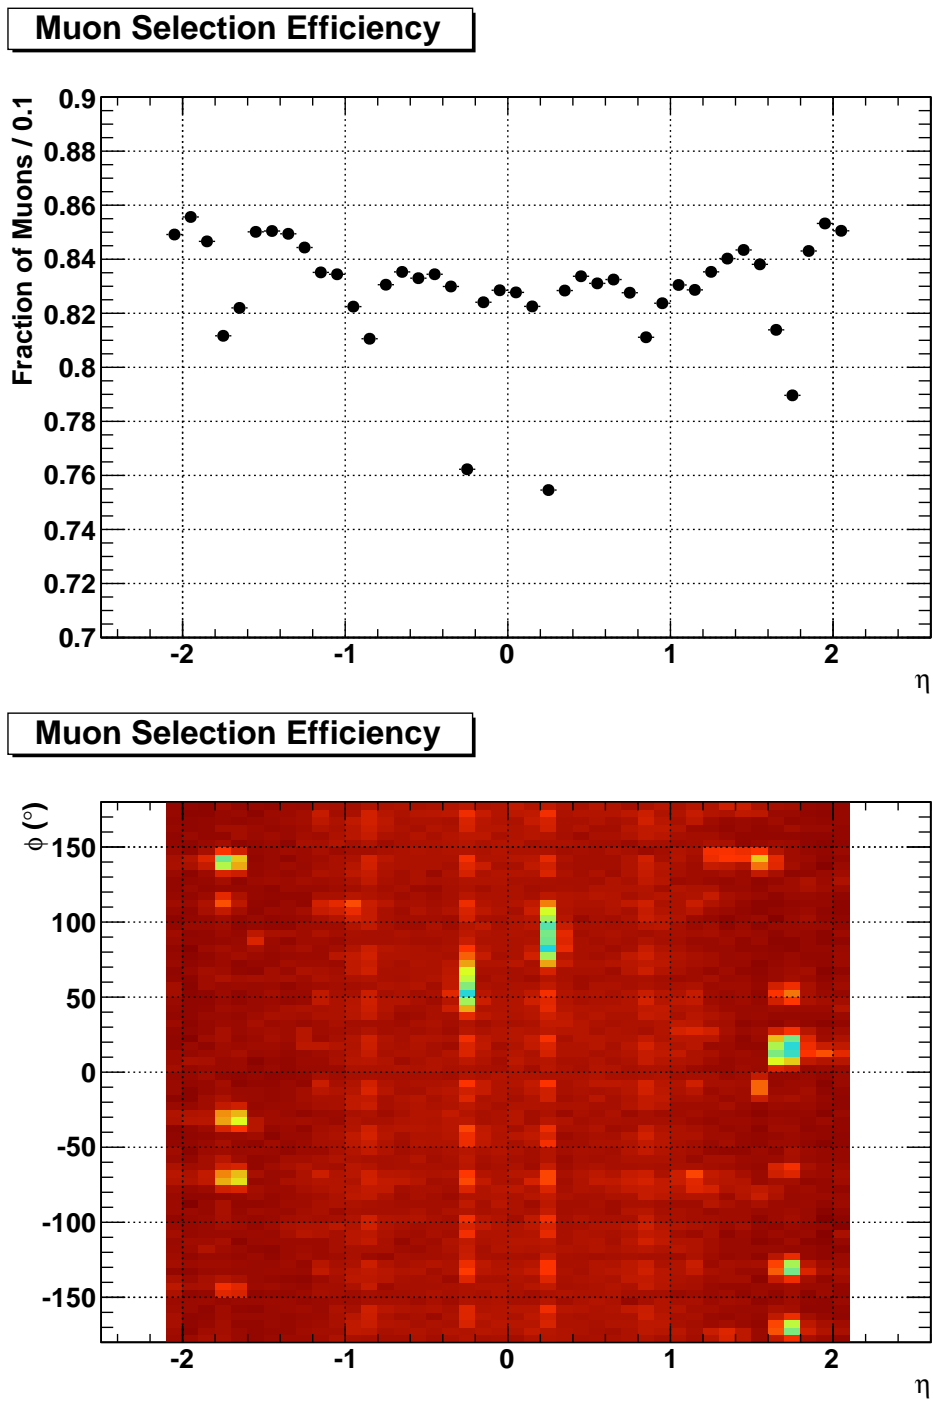 Muon Selection Efficiency
Fraction of Muons / 0.1
0.9
0.88
0.86
0.84
0.82
0.8
0.78
0.76
0.74
0.72
0.7
-2 -1 0 1 2
η
Muon Selection Efficiency
ϕ (°)
150
100
50
0
-50
-100
-150
-2 -1 0 1 2
η